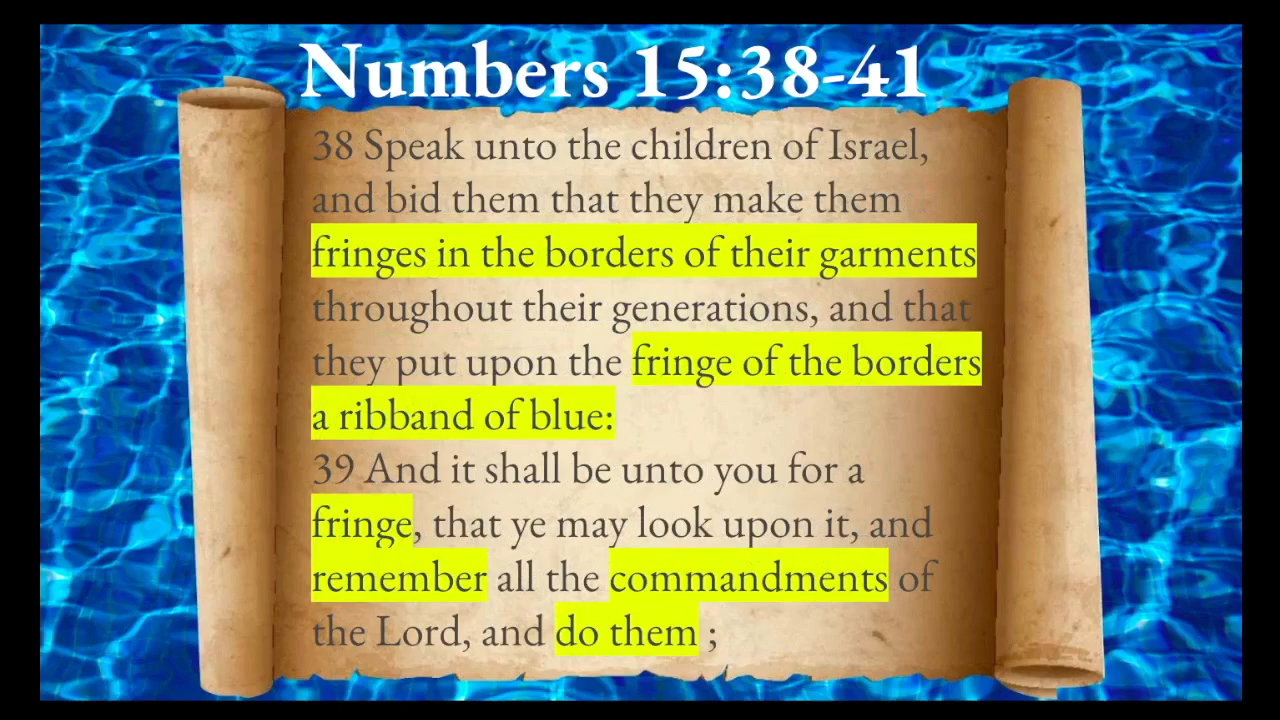 Numbers 15:38-41
38 Speak unto the children of Israel,
and bid them that they make them
fringes in the borders of their garments
throughout their generations, and that
they put upon the fringe of the borders
a ribband of blue:
39 And it shall be unto you for a
fringe, that ye may look upon it, and
remember all the commandments of
the Lord, and do them ;